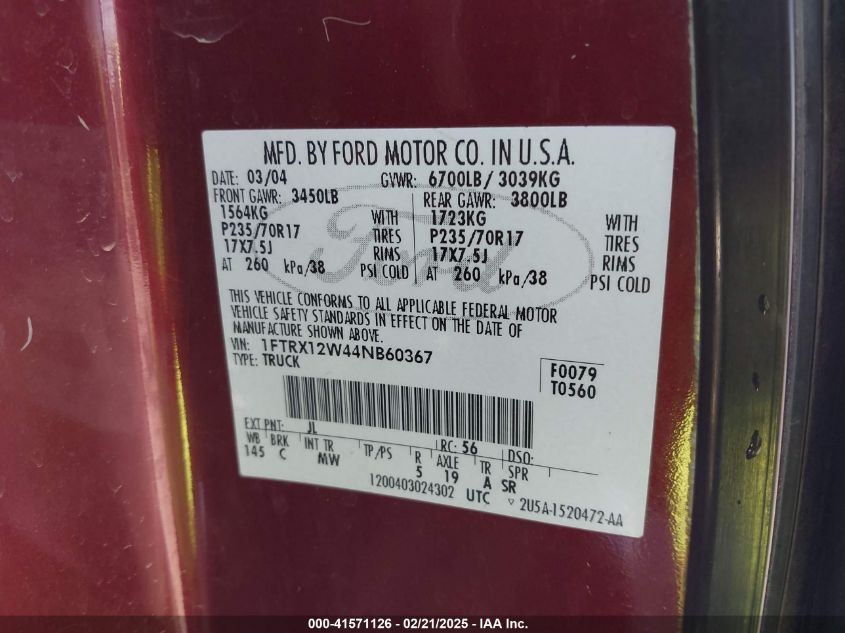 MFD. BY FORD MOTOR CO. IN U.S.A.
DATE: 03/04 GVWR: 6700LB / 3039KG
FRONT GAWR: 3450LB REAR GAWR: 3800LB
1564KG WITH 1723KG WITH
P235/70R17 TIRES P235/70R17 TIRES
17X7.5J RIMS 17X7.5J RIMS
AT 260 kPa/38 PSI COLD AT 260 kPa/38 PSI COLD
Ford
THIS VEHICLE CONFORMS TO ALL APPLICABLE FEDERAL MOTOR
VEHICLE SAFETY STANDARDS IN EFFECT ON THE DATE OF
MANUFACTURE SHOWN ABOVE.
VIN: 1FTRX12W44NB60367
TYPE: TRUCK
F0079
T0560
EXT PNT: JL RC: 56 DSO:
WB BRK INT TR TP/PS R AXLE TR SPR
145 C MW 5 19 A SR
1200403024302 UTC ▿ 2U5A-1520472-AA
000-41571126 - 02/21/2025 - IAA Inc.